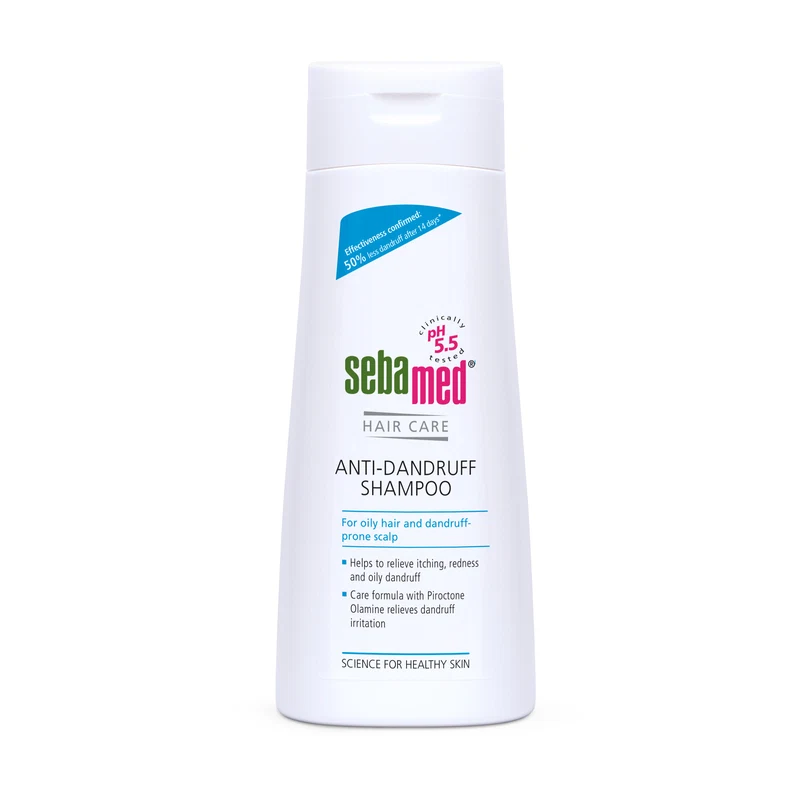 Effectiveness confirmed:
50% less dandruff after 14 days*
clinically
pH
5.5
tested
sebamed®
HAIR CARE
ANTI-DANDRUFF
SHAMPOO
For oily hair and dandruff-
prone scalp
▪ Helps to relieve itching, redness
and oily dandruff
▪ Care formula with Piroctone
Olamine relieves dandruff
irritation
SCIENCE FOR HEALTHY SKIN